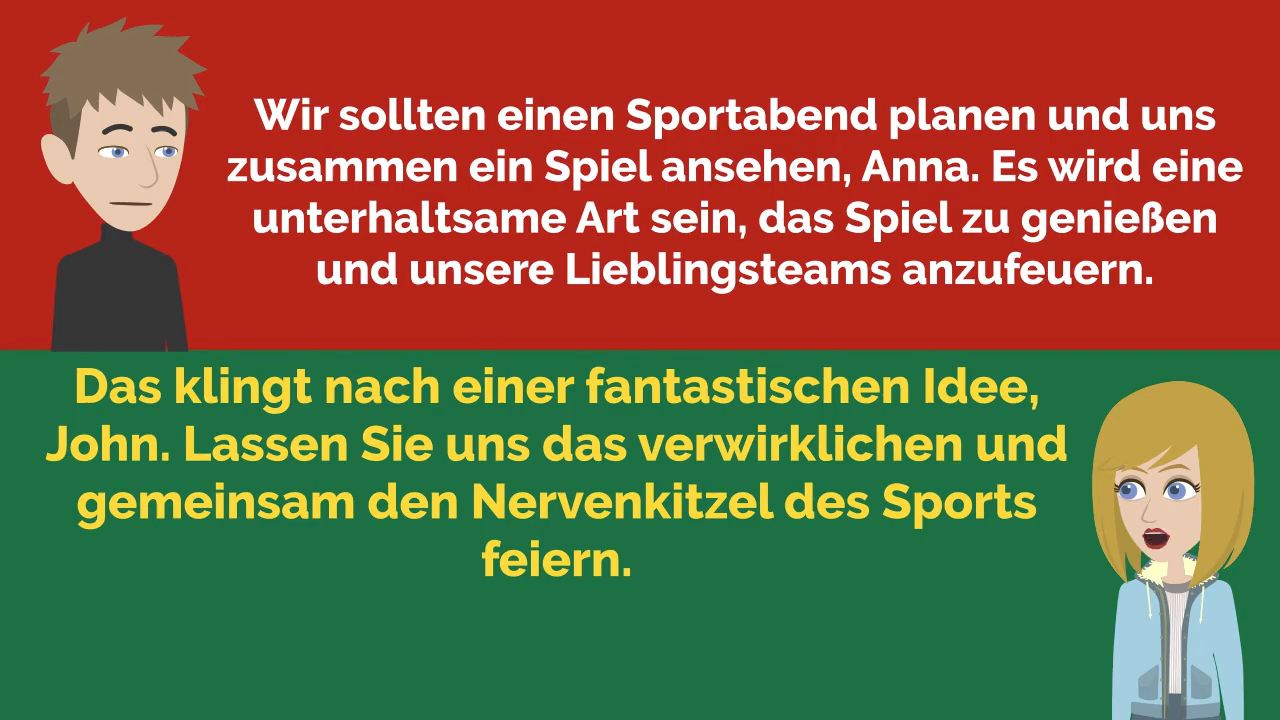 Wir sollten einen Sportabend planen und uns
zusammen ein Spiel ansehen, Anna. Es wird eine
unterhaltsame Art sein, das Spiel zu genießen
und unsere Lieblingsteams anzufeuern.
Das klingt nach einer fantastischen Idee,
John. Lassen Sie uns das verwirklichen und
gemeinsam den Nervenkitzel des Sports
feiern.